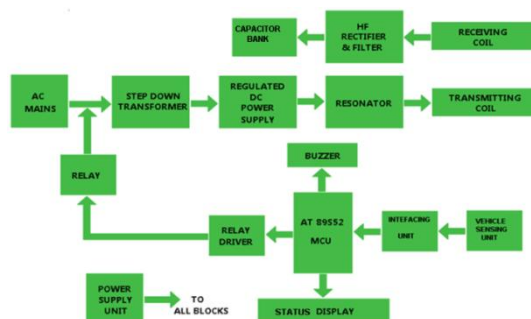 CAPACITOR
BANK
HF
RECTIFIER
& FILTER
RECEIVING
COIL
AC
MAINS
STEP DOWN
TRANSFORMER
REGULATED
DC
POWER
SUPPLY
RESONATOR
TRANSMITTING
COIL
BUZZER
RELAY
RELAY
DRIVER
AT 89S52
MCU
INTEFACING
UNIT
VEHICLE
SENSING
UNIT
POWER
SUPPLY
UNIT
TO
ALL BLOCKS
STATUS DISPLAY